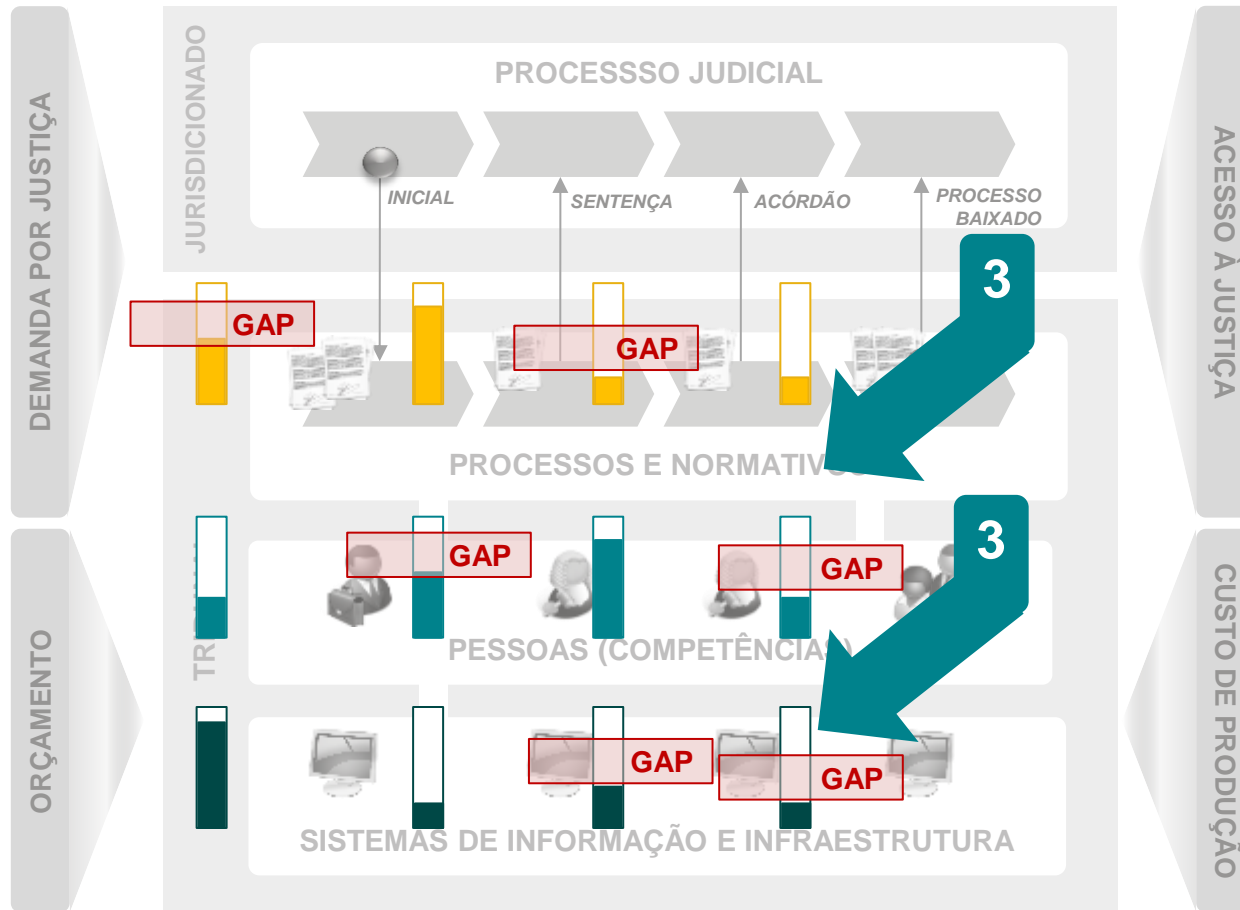 DEMANDA POR JUSTIÇA
ORÇAMENTO
JURISDICIONADO
PROCESSSO JUDICIAL
INICIAL
SENTENÇA
ACÓRDÃO
PROCESSO
BAIXADO
3
GAP
GAP
PROCESSOS E NORMATIVOS
3
GAP
GAP
PESSOAS (COMPETÊNCIAS)
GAP
GAP
SISTEMAS DE INFORMAÇÃO E INFRAESTRUTURA
ACESSO À JUSTIÇA
CUSTO DE PRODUÇÃO